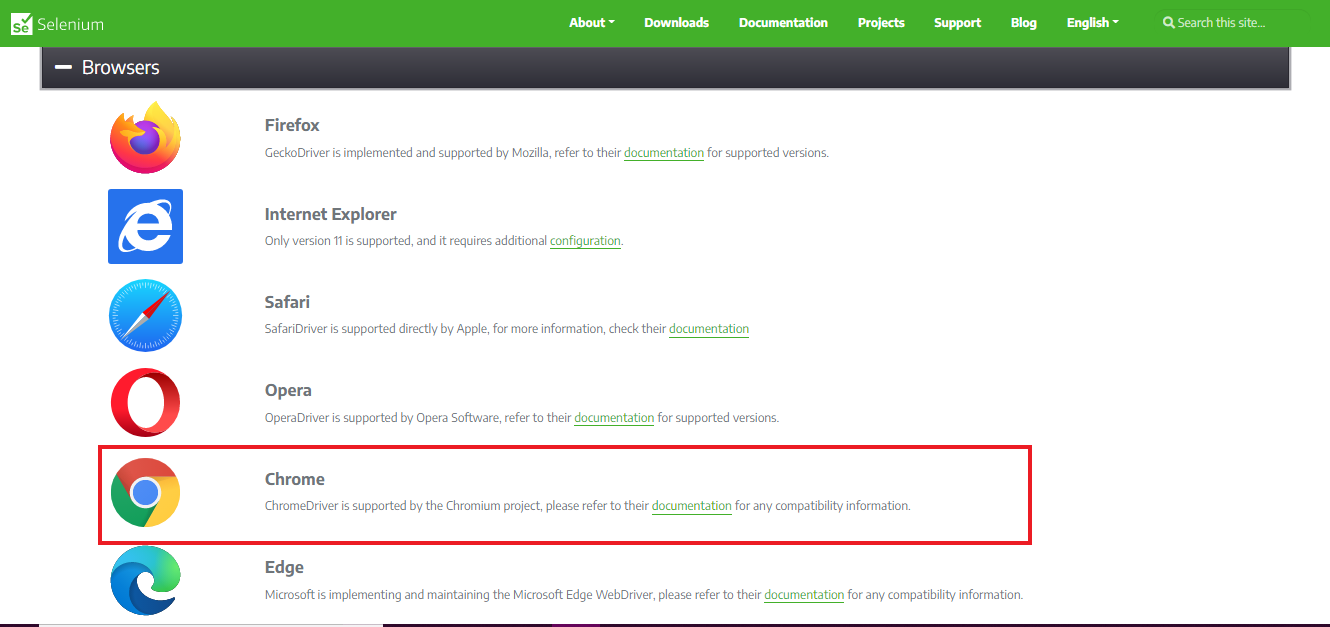 Se Selenium About Downloads Documentation Projects Support Blog English Search this site...
Browsers
Firefox
GeckoDriver is implemented and supported by Mozilla, refer to their documentation for supported versions.
Internet Explorer
Only version 11 is supported, and it requires additional configuration.
Safari
SafariDriver is supported directly by Apple, for more information, check their documentation
Opera
OperaDriver is supported by Opera Software, refer to their documentation for supported versions.
Chrome
ChromeDriver is supported by the Chromium project, please refer to their documentation for any compatibility information.
Edge
Microsoft is implementing and maintaining the Microsoft Edge WebDriver, please refer to their documentation for any compatibility information.